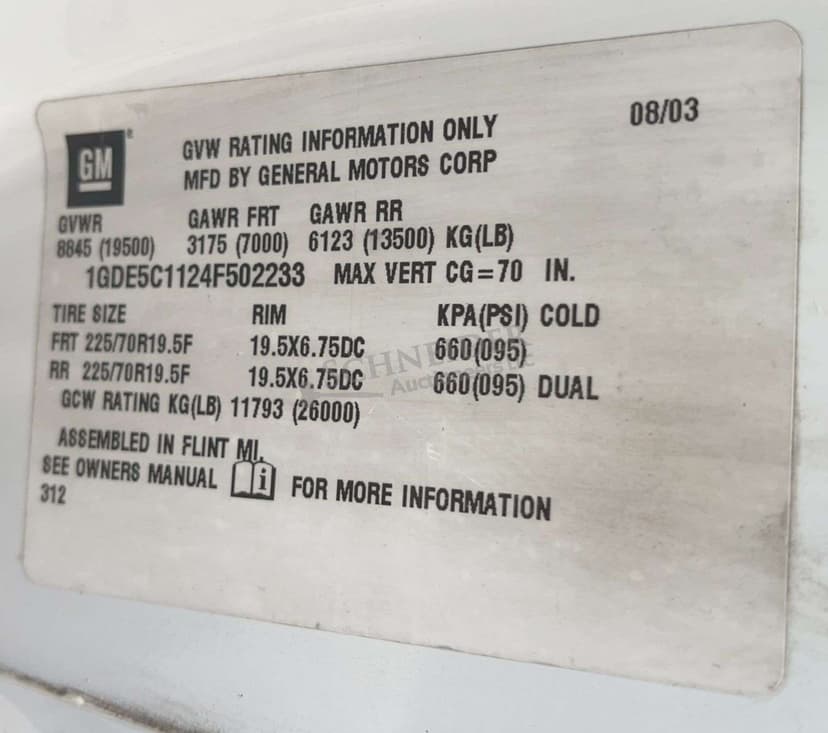 08/03
GM ®
GVW RATING INFORMATION ONLY
MFD BY GENERAL MOTORS CORP
GVWR GAWR FRT GAWR RR
8845 (19500) 3175 (7000) 6123 (13500) KG(LB)
1GDE5C1124F502233 MAX VERT CG=70 IN.
TIRE SIZE RIM KPA(PSI) COLD
FRT 225/70R19.5F 19.5X6.75DC 660(095)
RR 225/70R19.5F 19.5X6.75DC 660(095) DUAL
GCW RATING KG(LB) 11793 (26000)
ASSEMBLED IN FLINT MI.
SEE OWNERS MANUAL i FOR MORE INFORMATION
312
SCHNEIDER
Auctioneers LLC